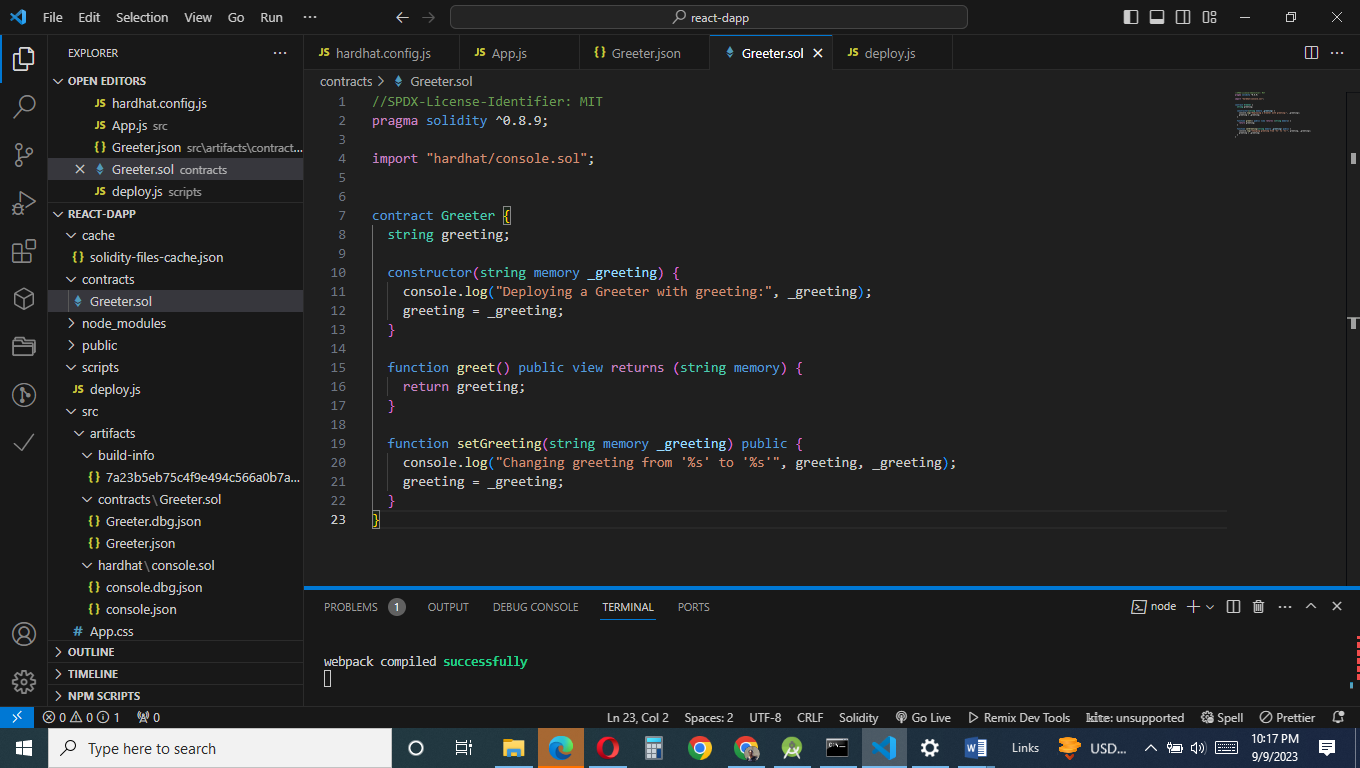 File Edit Selection View Go Run ··· react-dapp
EXPLORER ···
OPEN EDITORS
JS hardhat.config.js
JS App.js src
{} Greeter.json src\artifacts\contract...
Greeter.sol contracts
JS deploy.js scripts
REACT-DAPP
cache
{} solidity-files-cache.json
contracts
Greeter.sol
node_modules
public
scripts
JS deploy.js
src
artifacts
build-info
{} 7a23b5eb75c4f9e494c566a0b7a...
contracts\Greeter.sol
{} Greeter.dbg.json
{} Greeter.json
hardhat\console.sol
{} console.dbg.json
{} console.json
# App.css
OUTLINE
TIMELINE
NPM SCRIPTS
JS hardhat.config.js JS App.js {} Greeter.json Greeter.sol JS deploy.js
contracts > Greeter.sol
1 //SPDX-License-Identifier: MIT
2 pragma solidity ^0.8.9;
3
4 import "hardhat/console.sol";
5
6
7 contract Greeter {
8 string greeting;
9
10 constructor(string memory _greeting) {
11 console.log("Deploying a Greeter with greeting:", _greeting);
12 greeting = _greeting;
13 }
14
15 function greet() public view returns (string memory) {
16 return greeting;
17 }
18
19 function setGreeting(string memory _greeting) public {
20 console.log("Changing greeting from '%s' to '%s'", greeting, _greeting);
21 greeting = _greeting;
22 }
23 }
PROBLEMS 1 OUTPUT DEBUG CONSOLE TERMINAL PORTS node
webpack compiled successfully
0 0 1 0 Ln 23, Col 2 Spaces: 2 UTF-8 CRLF Solidity Go Live Remix Dev Tools kite: unsupported Spell Prettier
Type here to search Links USD... 10:17 PM
9/9/2023